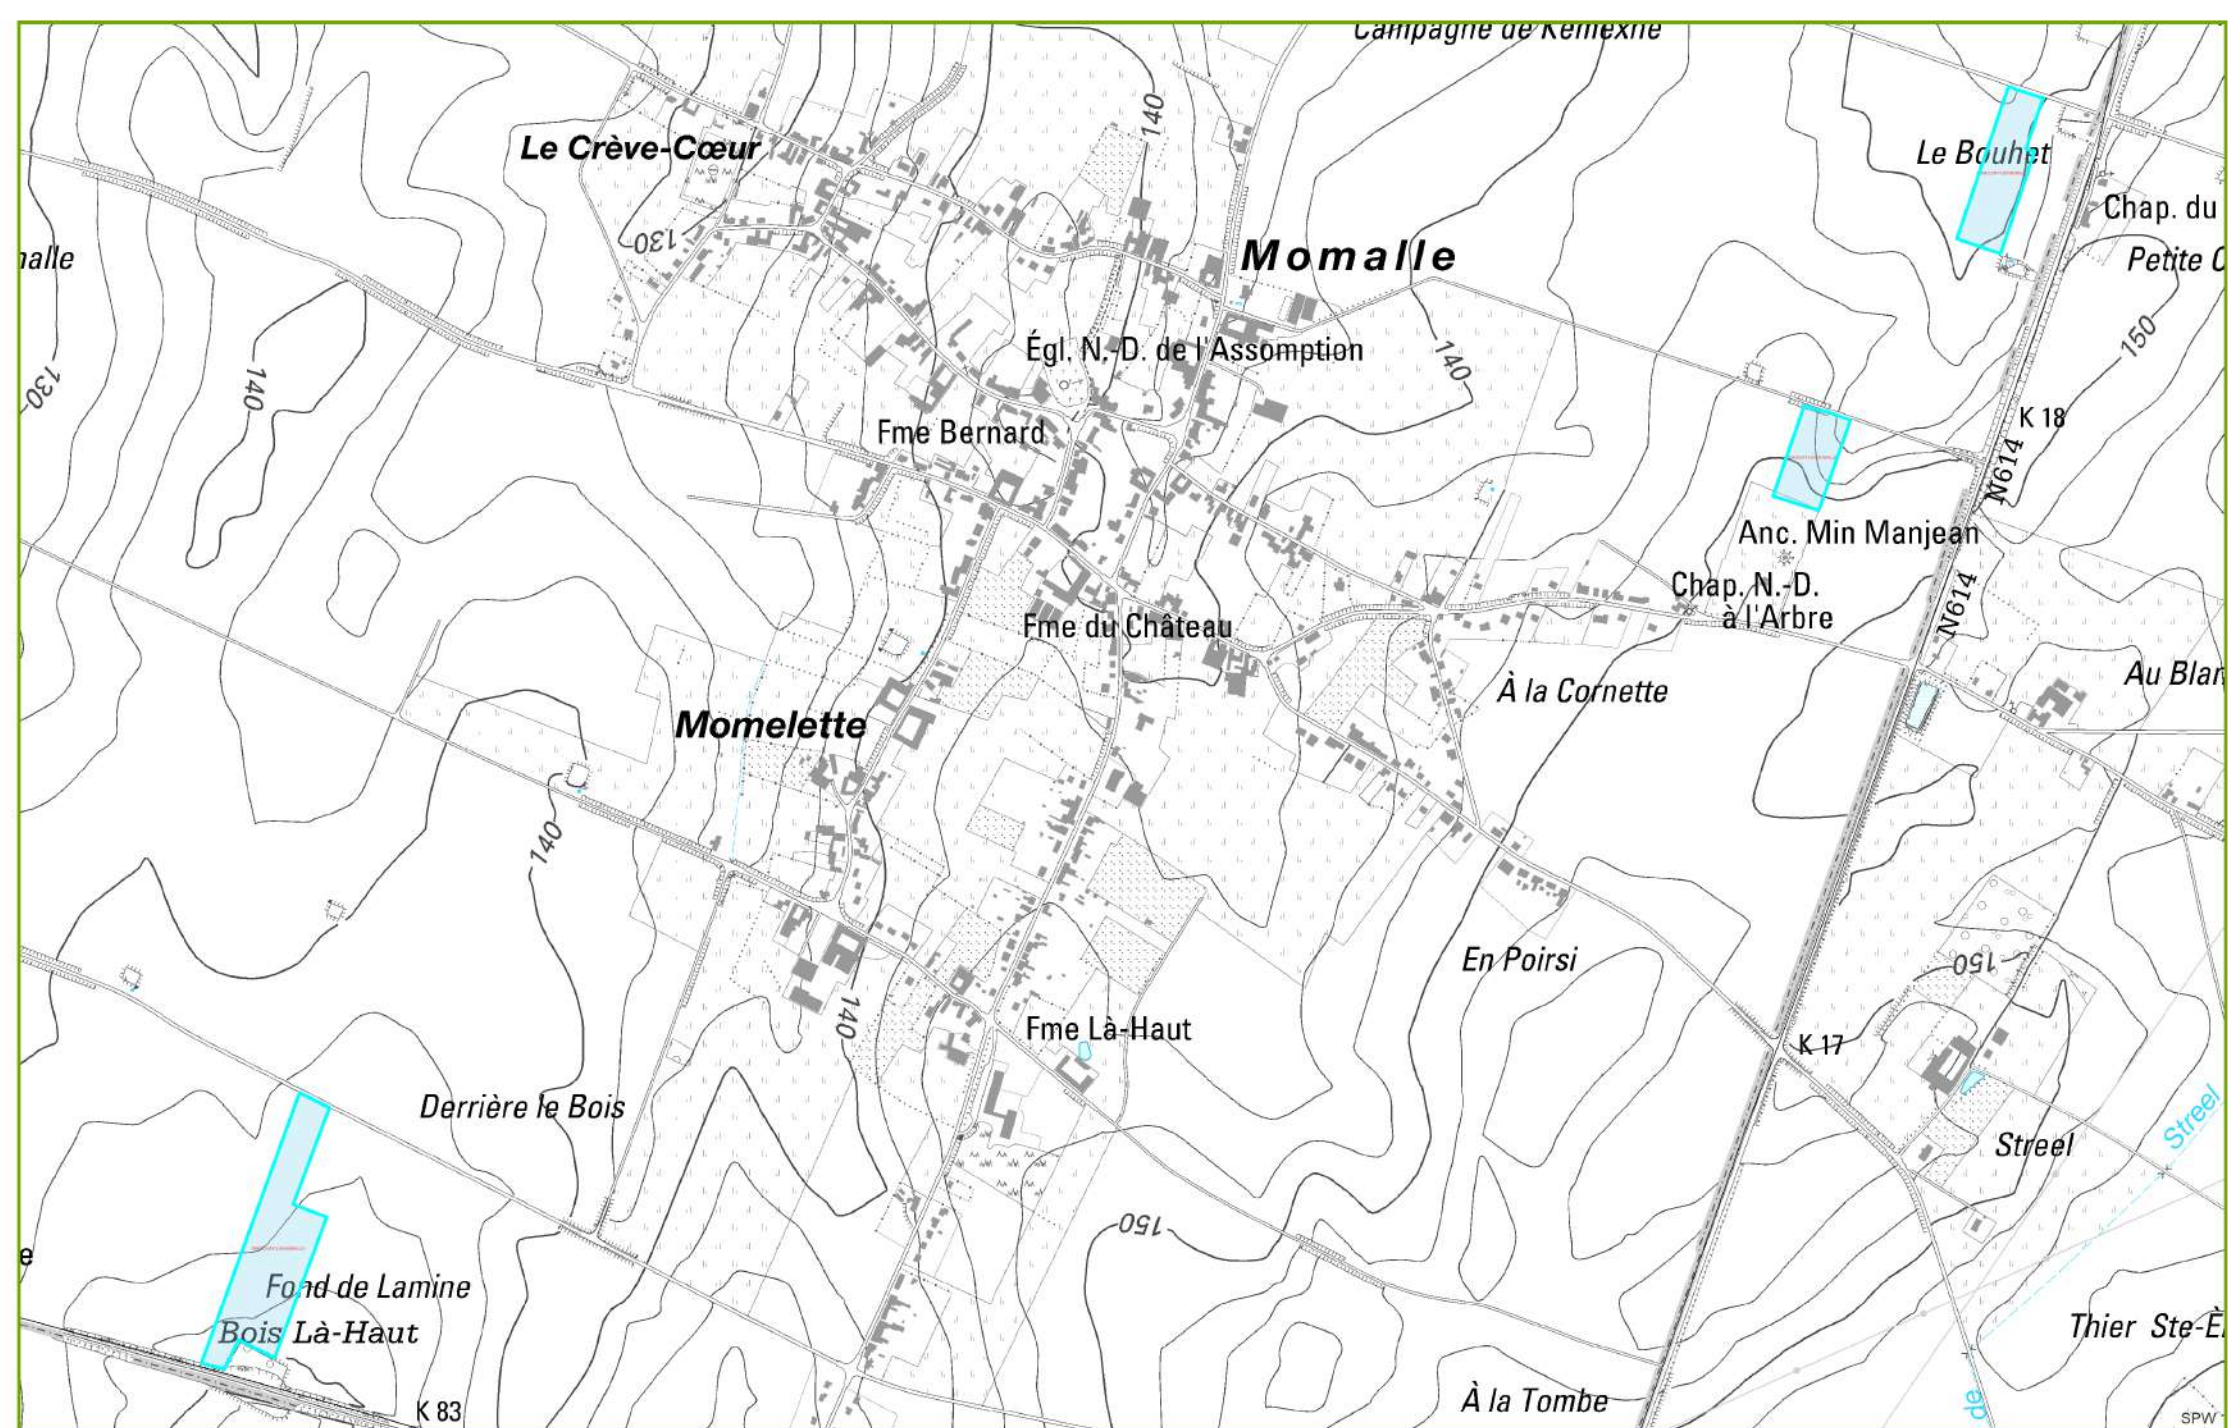 Campagne de Kemexhe
Le Crève-Cœur
140
Le Bouhet
Chap. du
130
Momalle
Petite C
alle
150
Égl. N.-D. de l'Assomption
140
130
140
K 18
Fme Bernard
N614
Anc. Min Manjean
Chap. N.-D.
à l'Arbre
N614
Fme du Château
Au Blan
À la Cornette
Momelette
140
En Poirsi
150
140
Fme Là-Haut
K 17
Derrière le Bois
Streel
Streel
150
e
Fond de Lamine
Bois Là-Haut
Thier Ste-È
K 83
À la Tombe
de
SPW